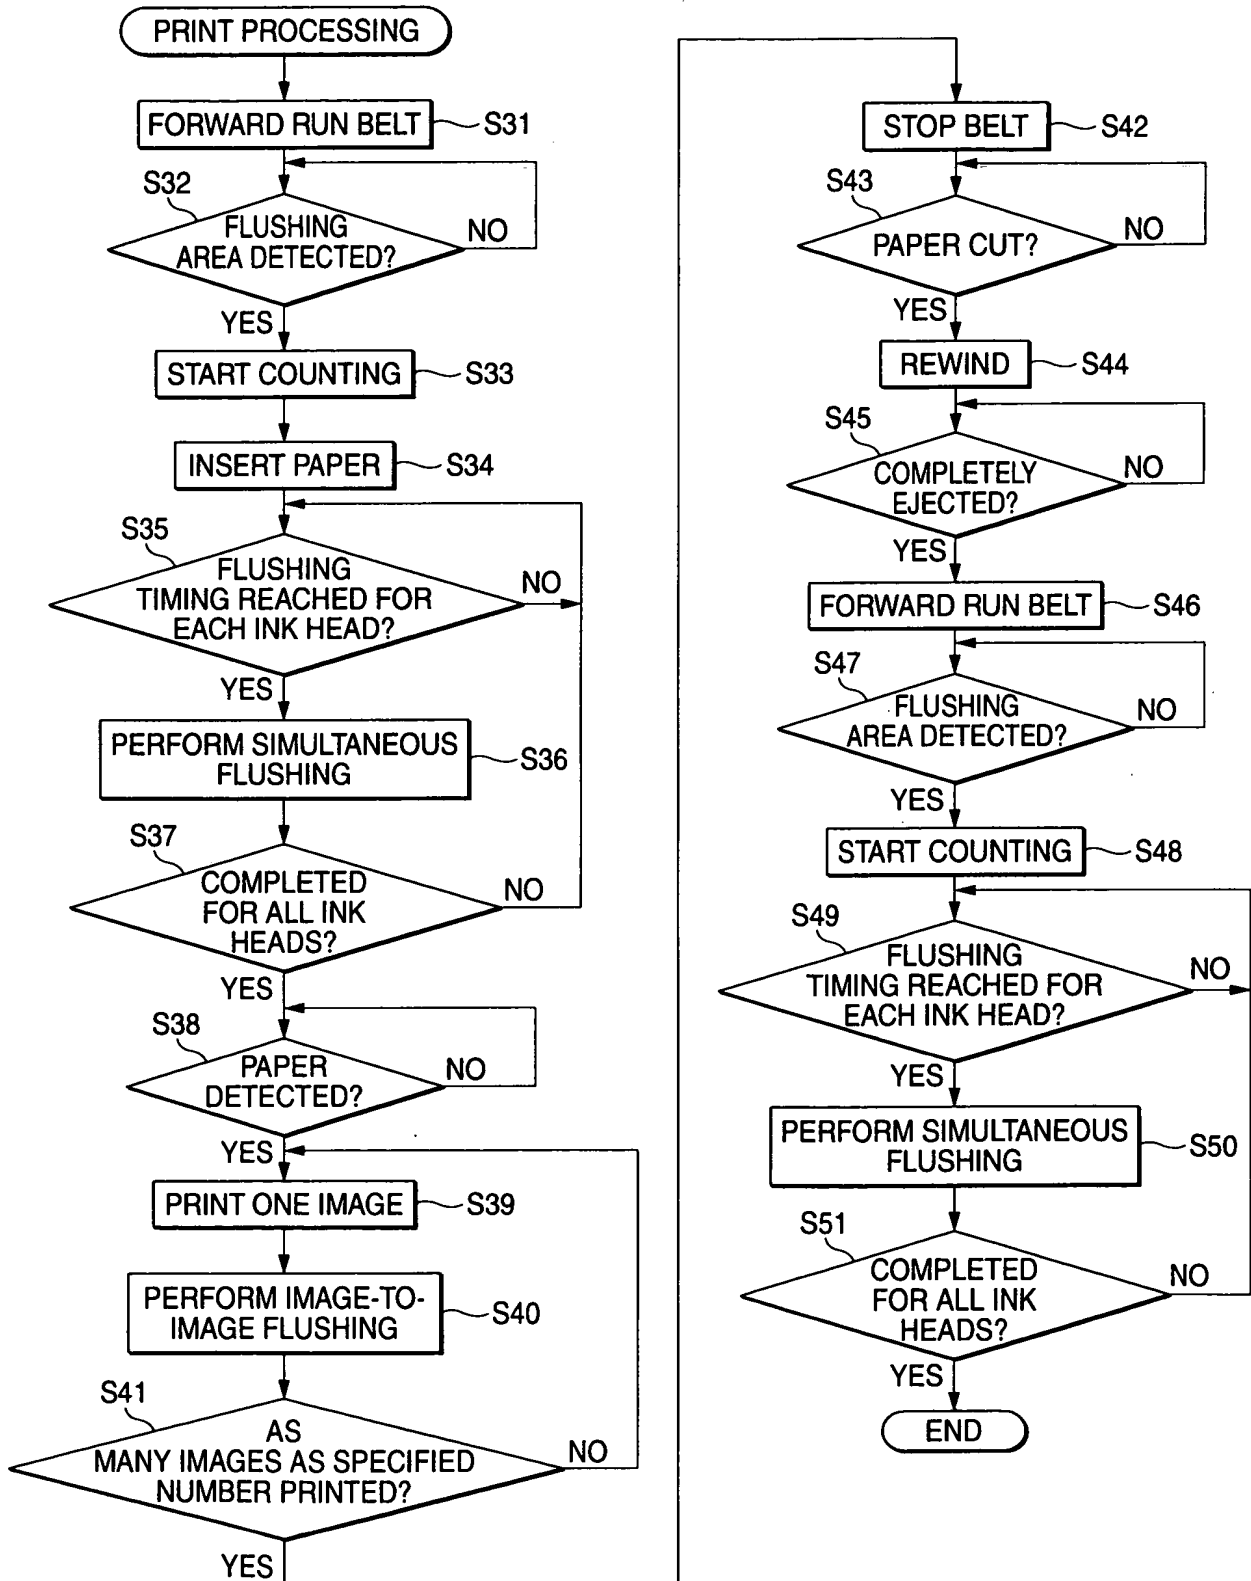 PRINT PROCESSING
FORWARD RUN BELT
S31
S32
FLUSHING
AREA DETECTED?
NO
YES
START COUNTING
S33
INSERT PAPER
S34
S35
FLUSHING
TIMING REACHED FOR
EACH INK HEAD?
NO
YES
PERFORM SIMULTANEOUS
FLUSHING
S36
S37
COMPLETED
FOR ALL INK
HEADS?
NO
YES
S38
PAPER
DETECTED?
NO
YES
PRINT ONE IMAGE
S39
PERFORM IMAGE-TO-
IMAGE FLUSHING
S40
S41
AS
MANY IMAGES AS SPECIFIED
NUMBER PRINTED?
NO
YES
STOP BELT
S42
S43
PAPER CUT?
NO
YES
REWIND
S44
S45
COMPLETELY
EJECTED?
NO
YES
FORWARD RUN BELT
S46
S47
FLUSHING
AREA DETECTED?
NO
YES
START COUNTING
S48
S49
FLUSHING
TIMING REACHED FOR
EACH INK HEAD?
NO
YES
PERFORM SIMULTANEOUS
FLUSHING
S50
S51
COMPLETED
FOR ALL INK
HEADS?
NO
YES
END